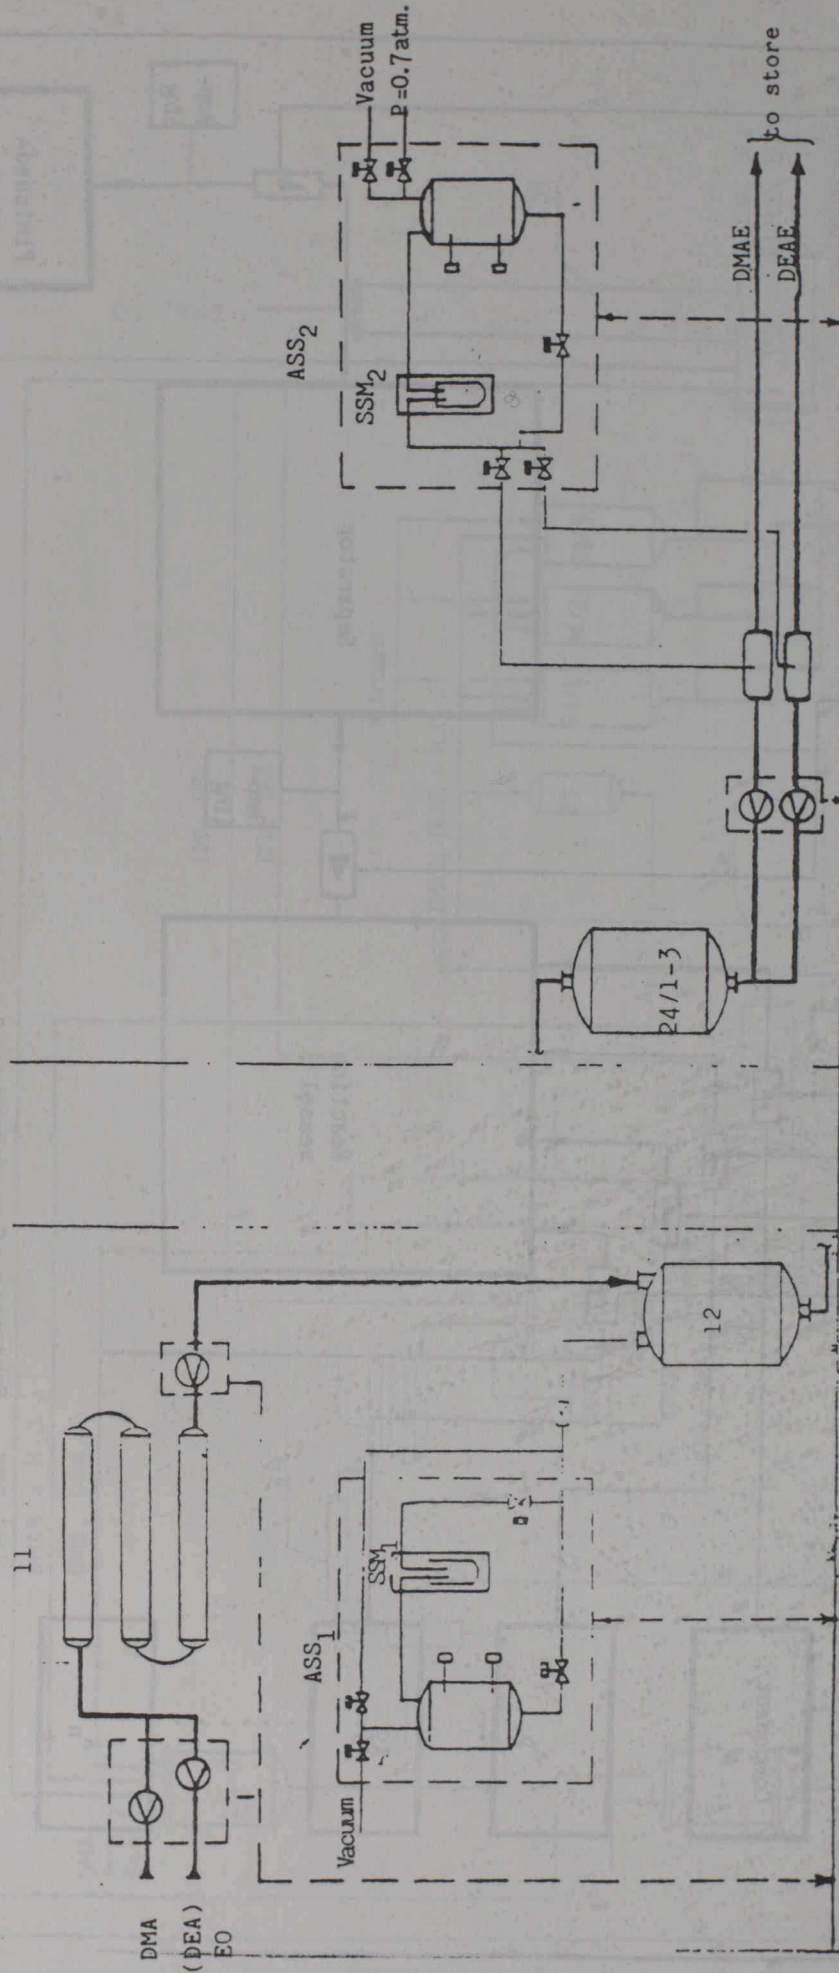 11
DMA
(DEA)
EO
Vacuum
ASS1
SSM1
12
24/1-3
ASS2
SSM2
Vacuum
P=0.7atm.
DMAE
DEAE
to store
Separator